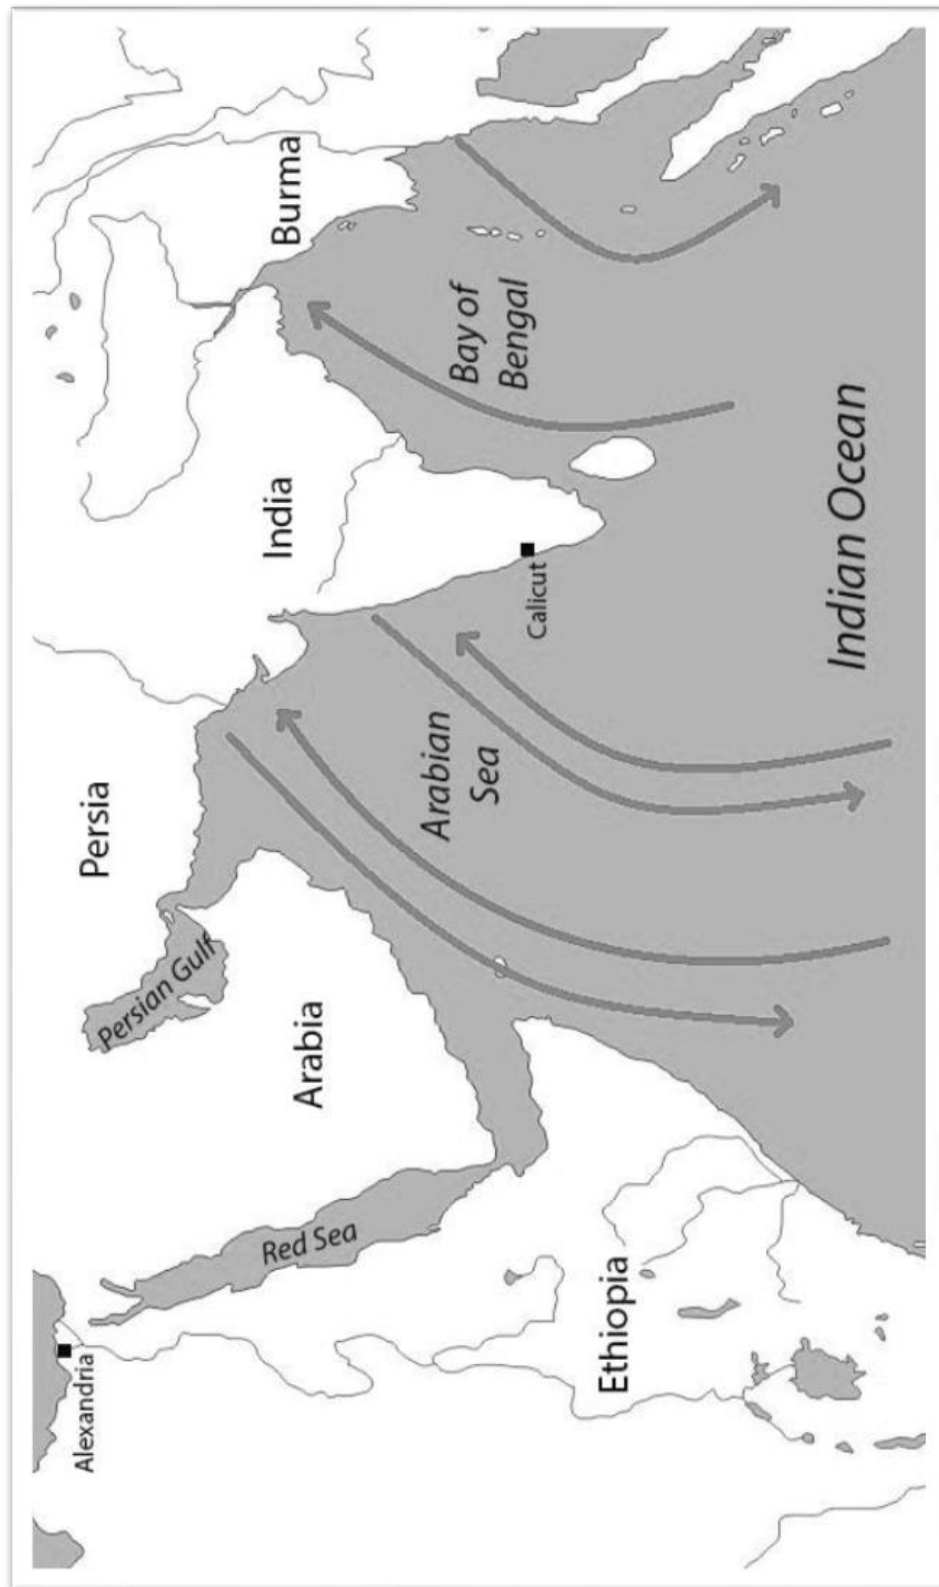 Alexandria
Red Sea
Ethiopia
Arabia
Persian Gulf
Persia
Arabian
Sea
India
Calicut
Indian Ocean
Bay of
Bengal
Burma